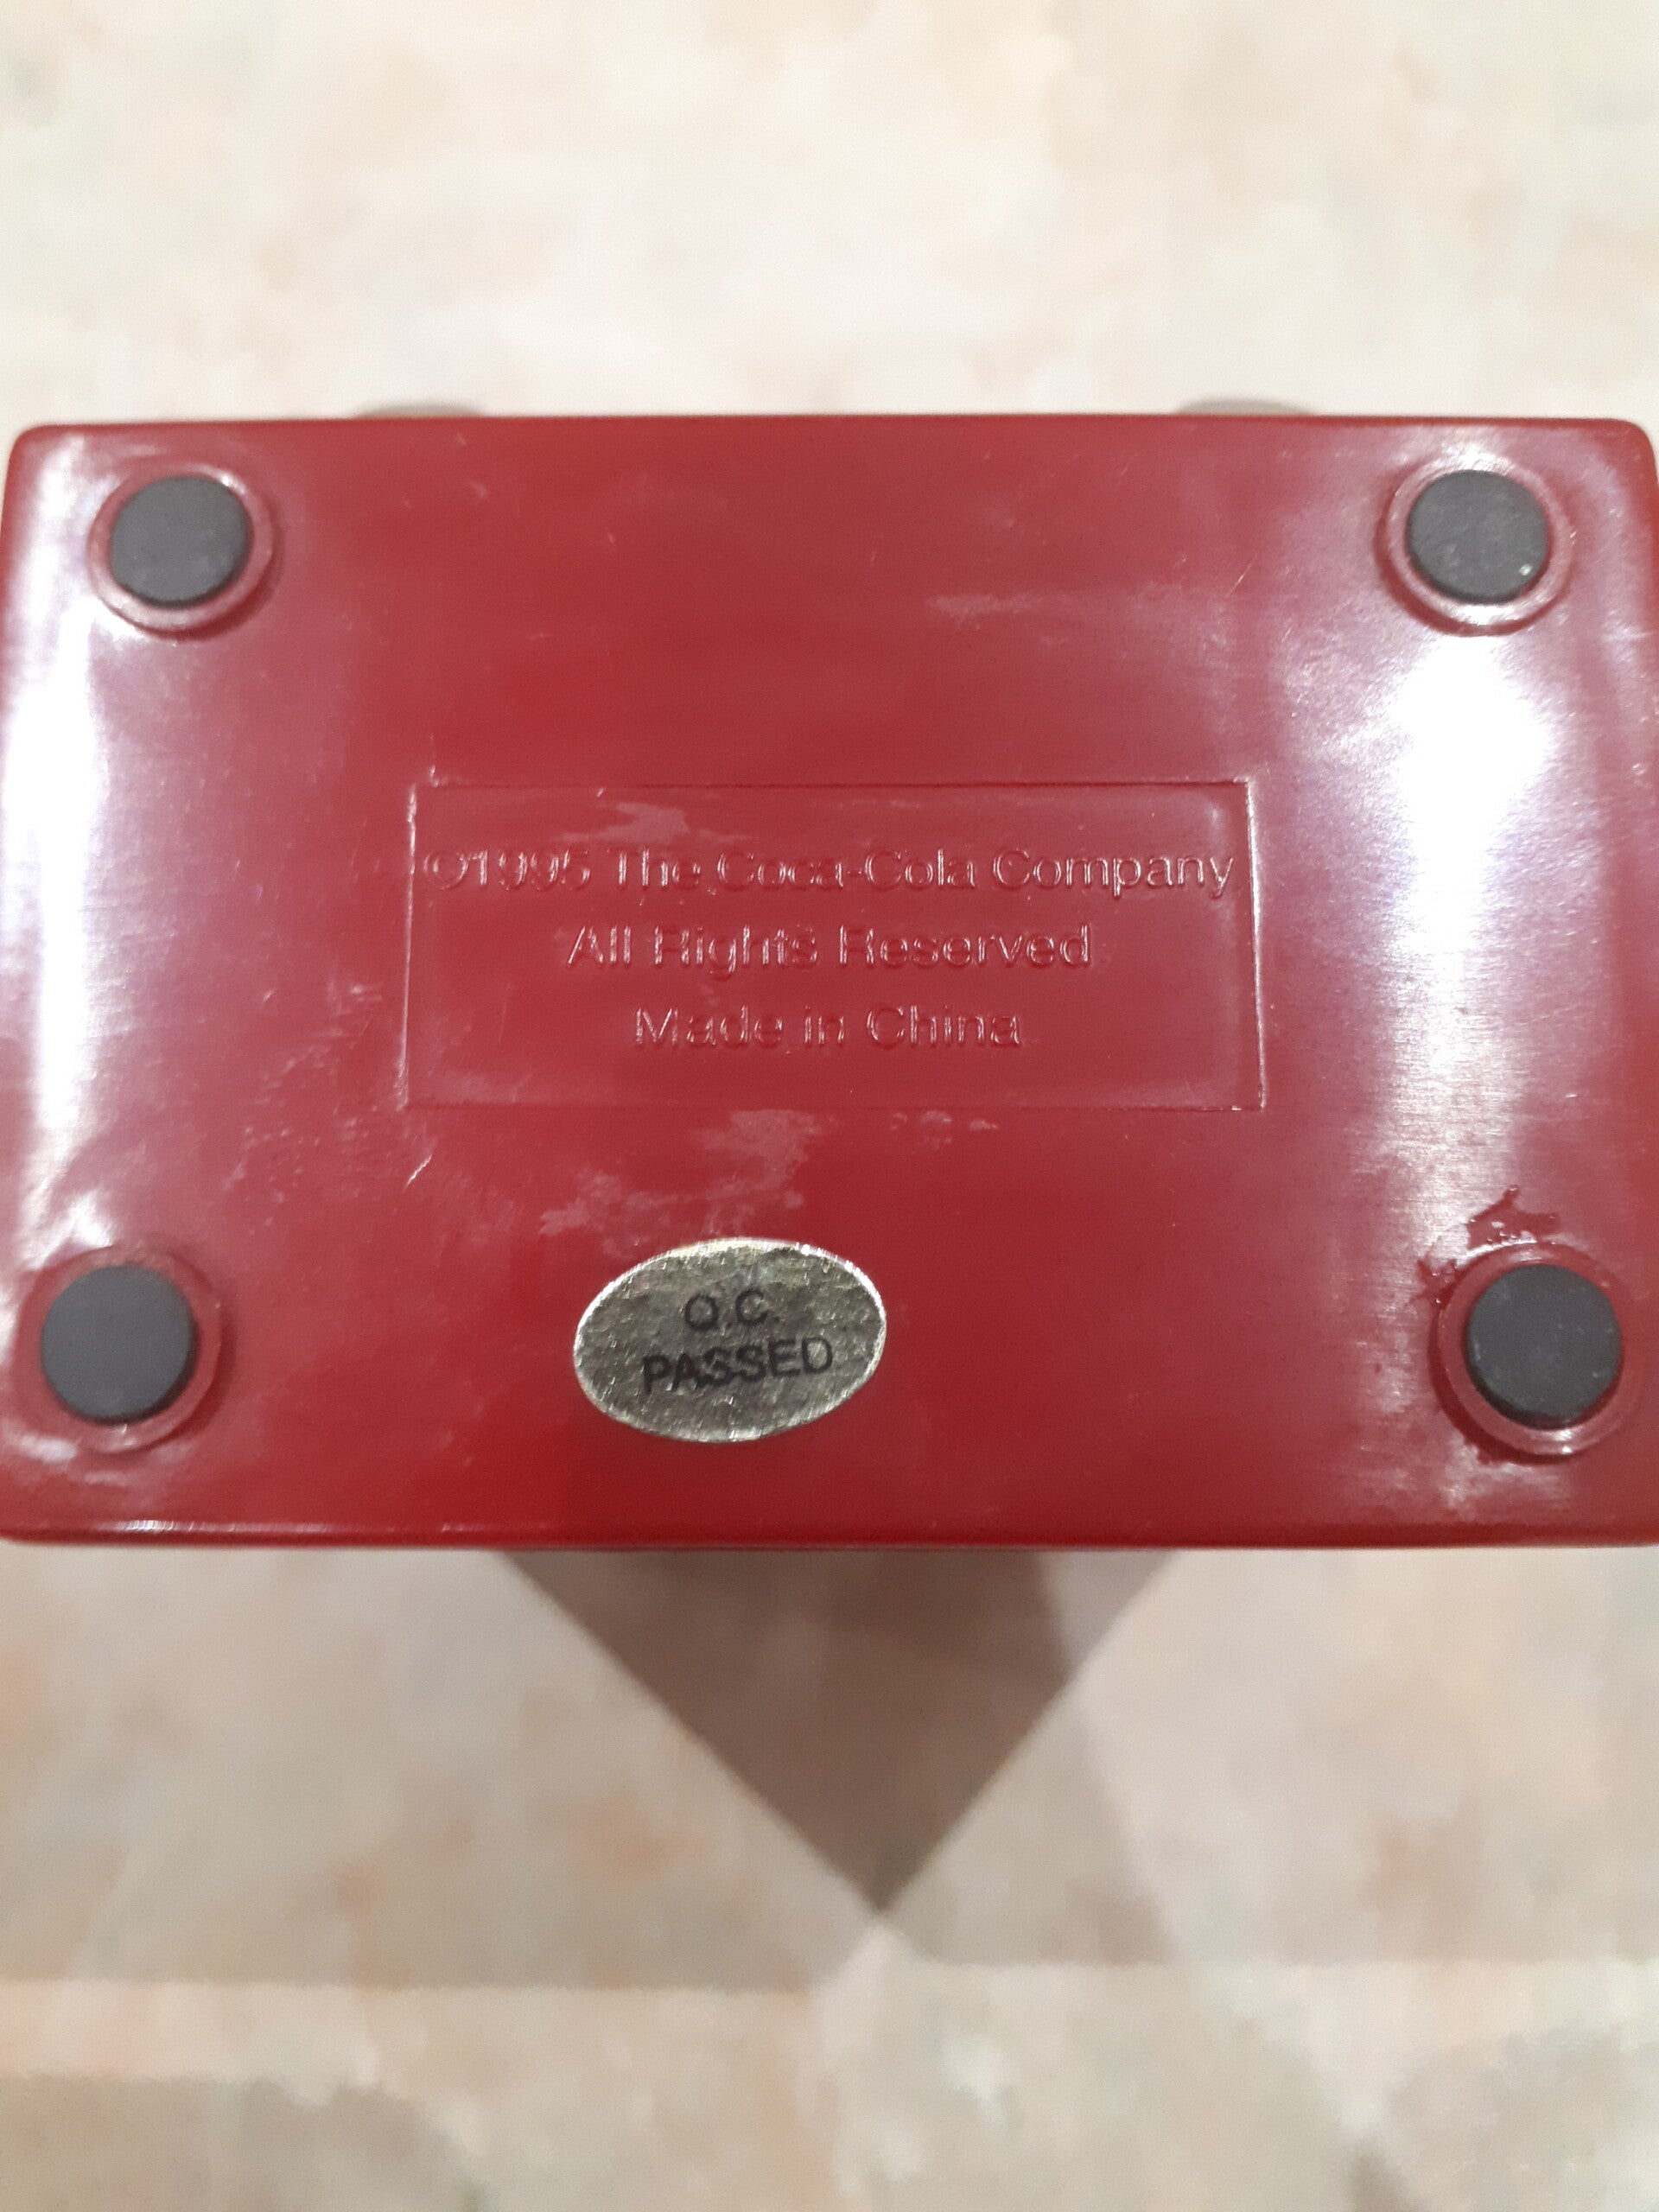 ©1995 The Coca-Cola Company
All Rights Reserved
Made in China
Q.C.
PASSED